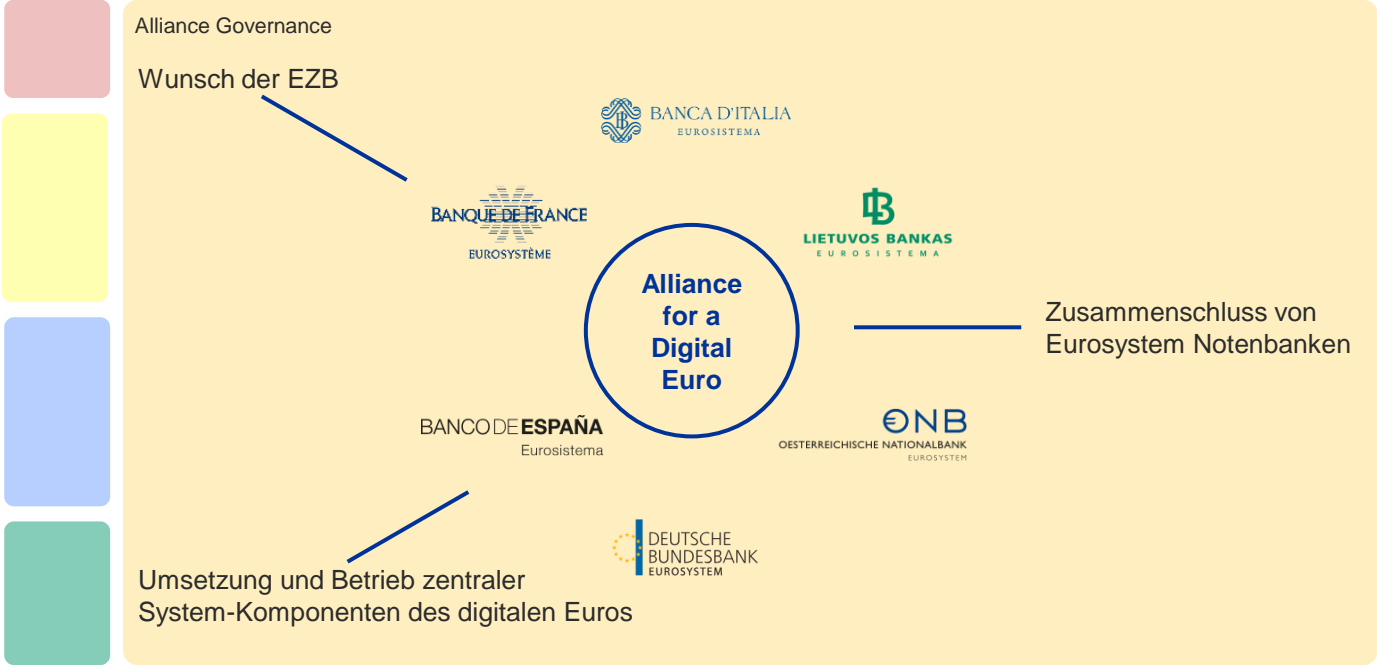 Alliance Governance
Wunsch der EZB
BANCA D'ITALIA
EUROSISTEMA
BANQUE DE FRANCE
EUROSYSTÈME
LIETUVOS BANKAS
EUROSISTEMA
Alliance
for a
Digital
Euro
Zusammenschluss von
Eurosystem Notenbanken
BANCO DE ESPAÑA
Eurosistema
€NB
OESTERREICHISCHE NATIONALBANK
EUROSYSTEM
DEUTSCHE
BUNDESBANK
EUROSYSTEM
Umsetzung und Betrieb zentraler
System-Komponenten des digitalen Euros